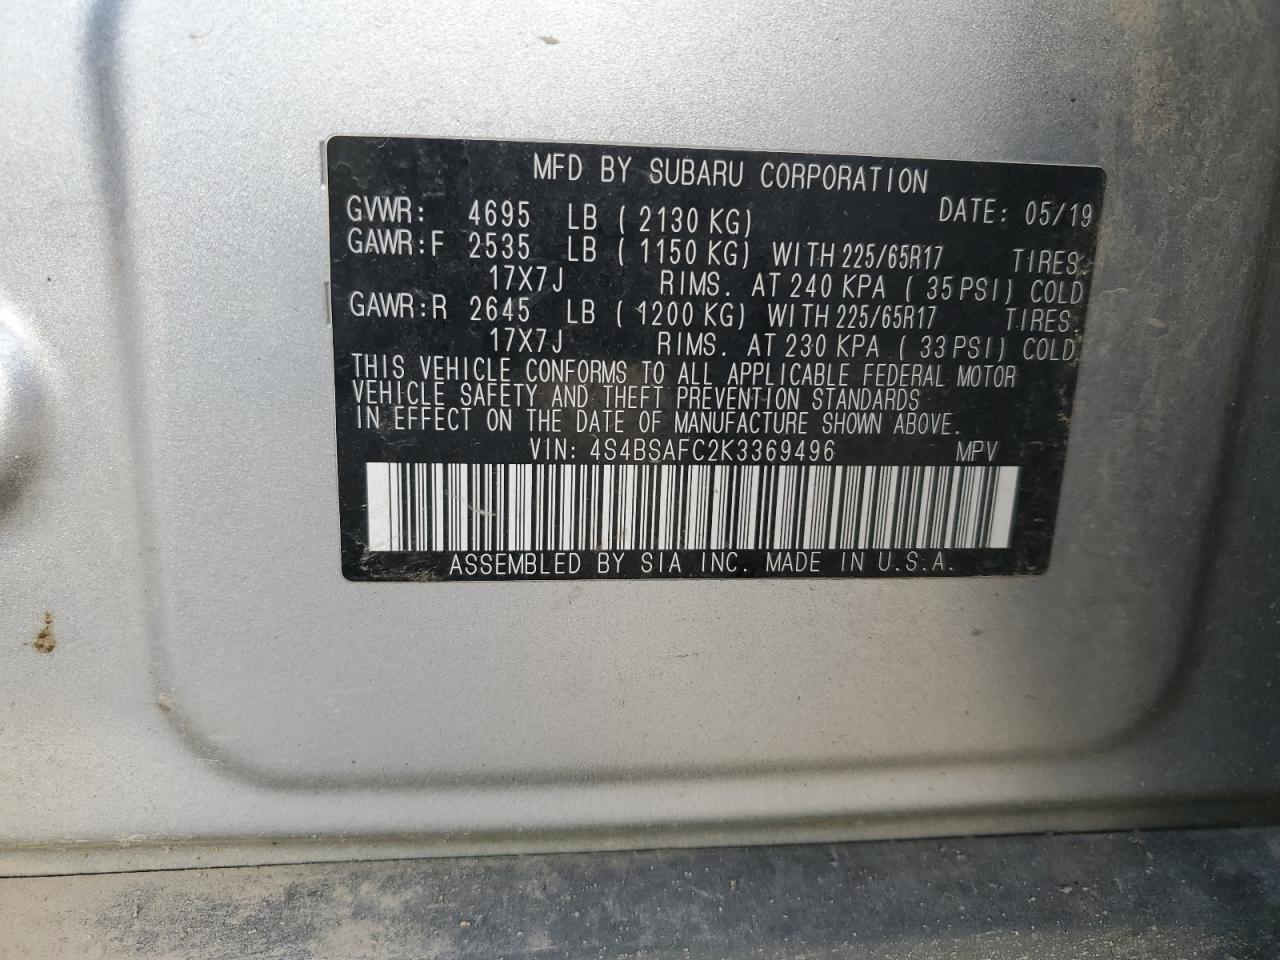 MFD BY SUBARU CORPORATION
GVWR: 4695 LB ( 2130 KG) DATE: 05/19
GAWR:F 2535 LB ( 1150 KG) WITH 225/65R17 TIRES,
17X7J RIMS. AT 240 KPA ( 35 PSI) COLD
GAWR:R 2645 LB ( 1200 KG) WITH 225/65R17 TIRES,
17X7J RIMS. AT 230 KPA ( 33 PSI) COLD
THIS VEHICLE CONFORMS TO ALL APPLICABLE FEDERAL MOTOR
VEHICLE SAFETY AND THEFT PREVENTION STANDARDS
IN EFFECT ON THE DATE OF MANUFACTURE SHOWN ABOVE.
VIN: 4S4BSAFC2K3369496 MPV
ASSEMBLED BY SIA INC. MADE IN U.S.A.